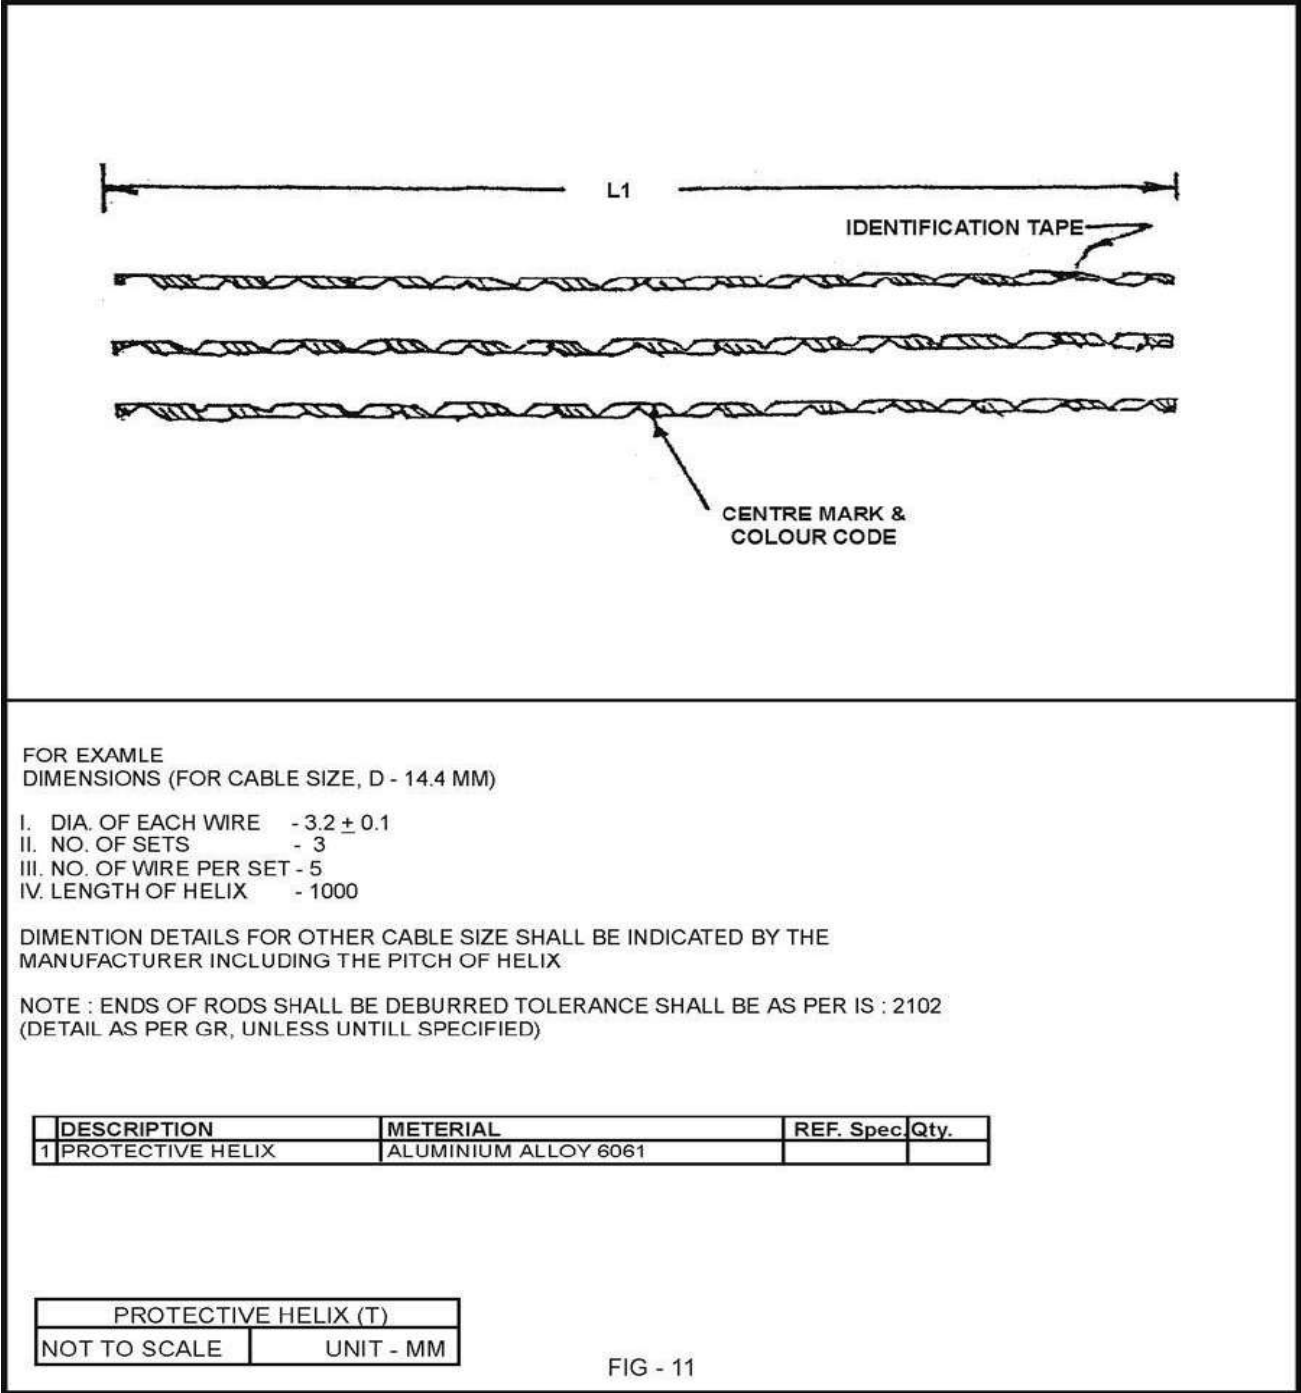 L1
IDENTIFICATION TAPE
CENTRE MARK &
COLOUR CODE
FOR EXAMLE
DIMENSIONS (FOR CABLE SIZE, D - 14.4 MM)
I. DIA. OF EACH WIRE - 3.2 ± 0.1
II. NO. OF SETS - 3
III. NO. OF WIRE PER SET - 5
IV. LENGTH OF HELIX - 1000
DIMENTION DETAILS FOR OTHER CABLE SIZE SHALL BE INDICATED BY THE
MANUFACTURER INCLUDING THE PITCH OF HELIX
NOTE : ENDS OF RODS SHALL BE DEBURRED TOLERANCE SHALL BE AS PER IS : 2102
(DETAIL AS PER GR, UNLESS UNTILL SPECIFIED)
DESCRIPTION METERIAL REF. Spec. Qty.
1 PROTECTIVE HELIX ALUMINIUM ALLOY 6061
PROTECTIVE HELIX (T)
NOT TO SCALE UNIT - MM
FIG - 11